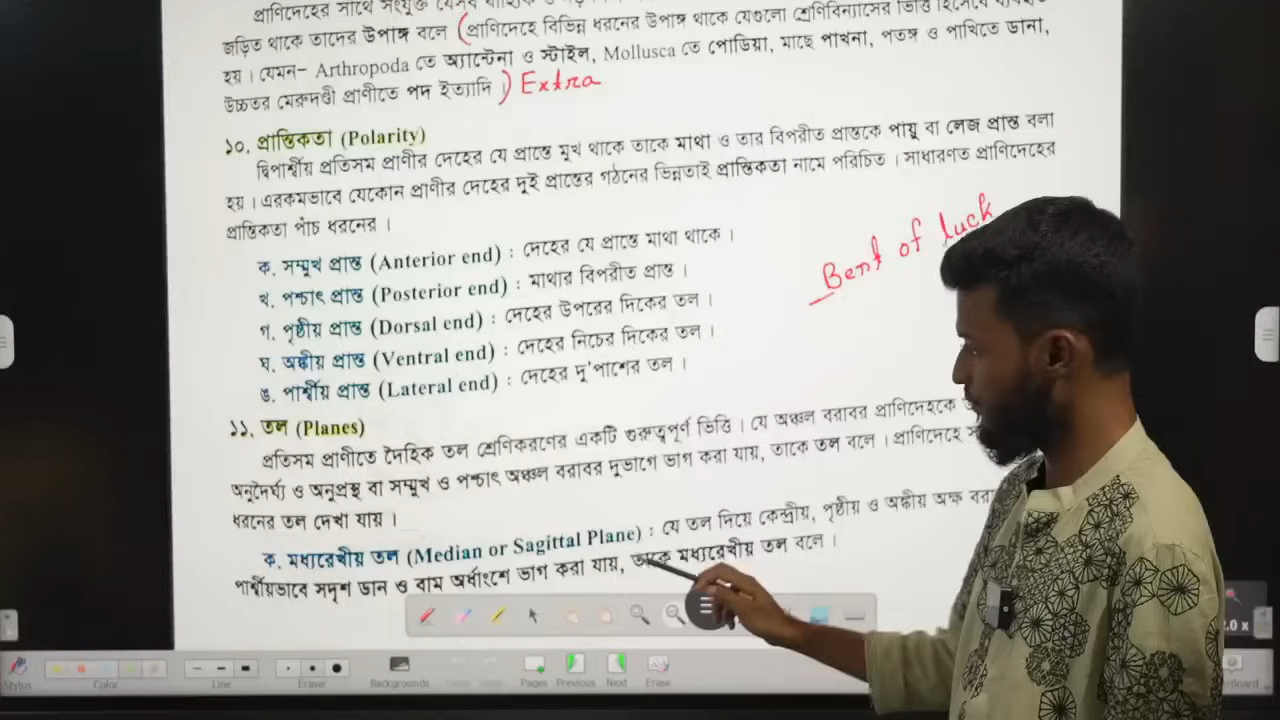 প্রাণিদেহের সাথে সংযুক্ত যেসব
জড়িত থাকে তাদের উপাঙ্গ বলে (প্রাণিদেহে বিভিন্ন ধরনের উপাঙ্গ থাকে যেগুলো শ্রেণিবিন্যাসের ভিত্তি হিসেবে
হয়। যেমন- Arthropoda তে অ্যান্টেনা ও স্টাইল, Mollusca তে পোডিয়া, মাছে পাখনা, পতঙ্গ ও পাখিতে ডানা,
উচ্চতর মেরুদণ্ডী প্রাণীতে পদ ইত্যাদি।) Extra
১০. প্রান্তিকতা (Polarity)
দ্বিপার্শ্বীয় প্রতিসম প্রাণীর দেহের যে প্রান্তে মুখ থাকে তাকে মাথা ও তার বিপরীত প্রান্তকে পায়ু বা লেজ প্রান্ত বলা
হয়। এরকমভাবে যেকোন প্রাণীর দেহের দুই প্রান্তের গঠনের ভিন্নতাই প্রান্তিকতা নামে পরিচিত। সাধারণত প্রাণিদেহের
প্রান্তিকতা পাঁচ ধরনের।
ক. সম্মুখ প্রান্ত (Anterior end) : দেহের যে প্রান্তে মাথা থাকে।
খ. পশ্চাৎ প্রান্ত (Posterior end) : মাথার বিপরীত প্রান্ত।
গ. পৃষ্ঠীয় প্রান্ত (Dorsal end) : দেহের উপরের দিকের তল।
ঘ. অঙ্কীয় প্রান্ত (Ventral end) : দেহের নিচের দিকের তল।
ঙ. পার্শ্বীয় প্রান্ত (Lateral end) : দেহের দু'পাশের তল।
Best of luck
১১. তল (Planes)
প্রতিসম প্রাণীতে দৈহিক তল শ্রেণিকরণের একটি গুরুত্বপূর্ণ ভিত্তি। যে অঞ্চল বরাবর প্রাণিদেহকে
অনুদৈর্ঘ্য ও অনুপ্রস্থ বা সম্মুখ ও পশ্চাৎ অঞ্চল বরাবর দুভাগে ভাগ করা যায়, তাকে তল বলে। প্রাণিদেহে
ধরনের তল দেখা যায়।
ক. মধ্যরেখীয় তল (Median or Sagittal Plane) : যে তল দিয়ে কেন্দ্রীয়, পৃষ্ঠীয় ও অঙ্কীয় অক্ষ
পার্শ্বীয়ভাবে সদৃশ ডান ও বাম অর্ধাংশে ভাগ করা যায়, তাকে মধ্যরেখীয় তল বলে।
Stylus Color Line Eraser Backgrounds Pages Previous Next Erase